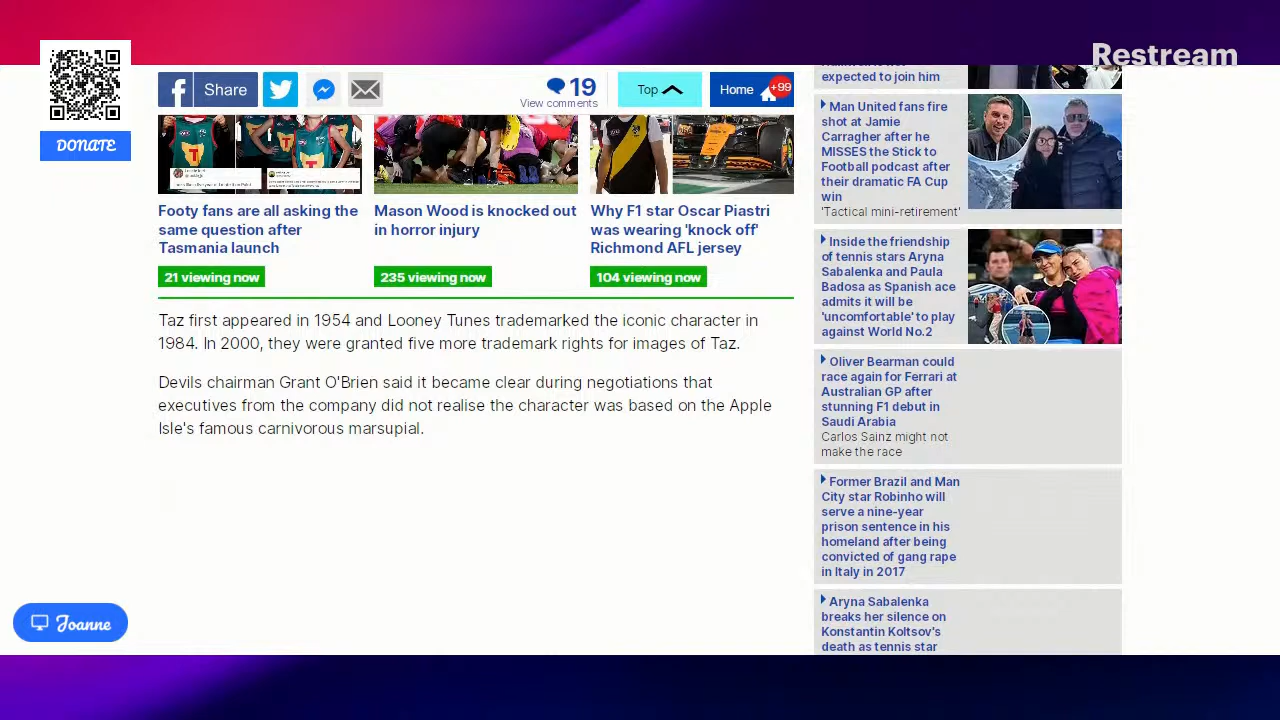 Restream
DONATE
Share
19
View comments
Top
Home
+99
Footy fans are all asking the
same question after
Tasmania launch
21 viewing now
Mason Wood is knocked out
in horror injury
235 viewing now
Why F1 star Oscar Piastri
was wearing 'knock off'
Richmond AFL jersey
104 viewing now
Taz first appeared in 1954 and Looney Tunes trademarked the iconic character in
1984. In 2000, they were granted five more trademark rights for images of Taz.
Devils chairman Grant O'Brien said it became clear during negotiations that
executives from the company did not realise the character was based on the Apple
Isle's famous carnivorous marsupial.
expected to join him
Man United fans fire
shot at Jamie
Carragher after he
MISSES the Stick to
Football podcast after
their dramatic FA Cup
win
'Tactical mini-retirement'
Inside the friendship
of tennis stars Aryna
Sabalenka and Paula
Badosa as Spanish ace
admits it will be
'uncomfortable' to play
against World No.2
Oliver Bearman could
race again for Ferrari at
Australian GP after
stunning F1 debut in
Saudi Arabia
Carlos Sainz might not
make the race
Former Brazil and Man
City star Robinho will
serve a nine-year
prison sentence in his
homeland after being
convicted of gang rape
in Italy in 2017
Aryna Sabalenka
breaks her silence on
Konstantin Koltsov's
death as tennis star
Joanne